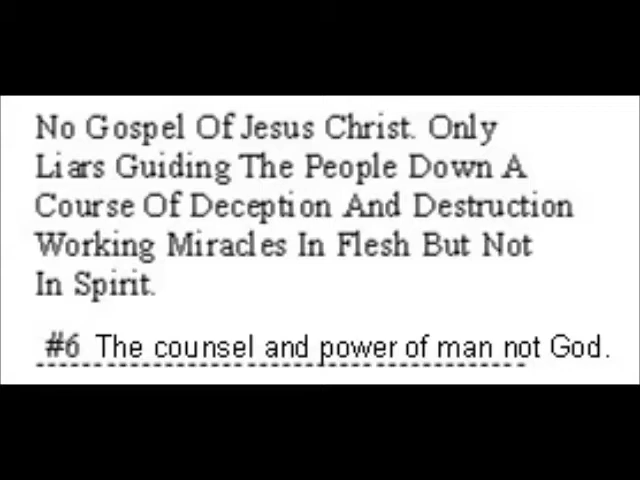 No Gospel Of Jesus Christ. Only
Liars Guiding The People Down A
Course Of Deception And Destruction
Working Miracles In Flesh But Not
In Spirit.
#6 The counsel and power of man not God.